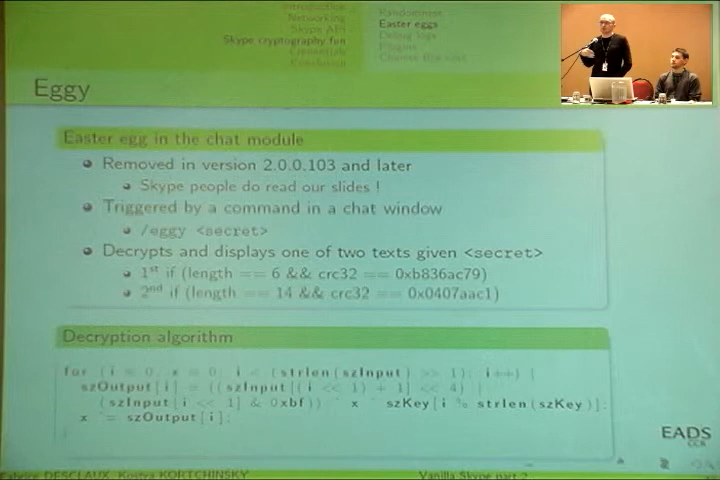 Introduction
Networking
Skype API
Skype cryptography fun
Credentials
Conclusion
Randomness
Easter eggs
Debug logs
Plugins
Eggy
Easter egg in the chat module
Removed in version 2.0.0.103 and later
Skype people do read our slides !
Triggered by a command in a chat window
/eggy <secret>
Decrypts and displays one of two texts given <secret>
1st if (length == 6 && crc32 == 0xb836ac79)
2nd if (length == 14 && crc32 == 0x0407aac1)
Decryption algorithm
for (i = 0, x = 0; i < (strlen(szInput) >> 1); i++) {
szOutput[i] = ((szInput[(i << 1) + 1] << 4) |
(szInput[i << 1] & 0xbf)) ^ x ^ szKey[i % strlen(szKey)];
x ^= szOutput[i];
}
EADS
CCR
Fabrice DESCLAUX, Kostya KORTCHINSKY
Vanilla Skype part 2